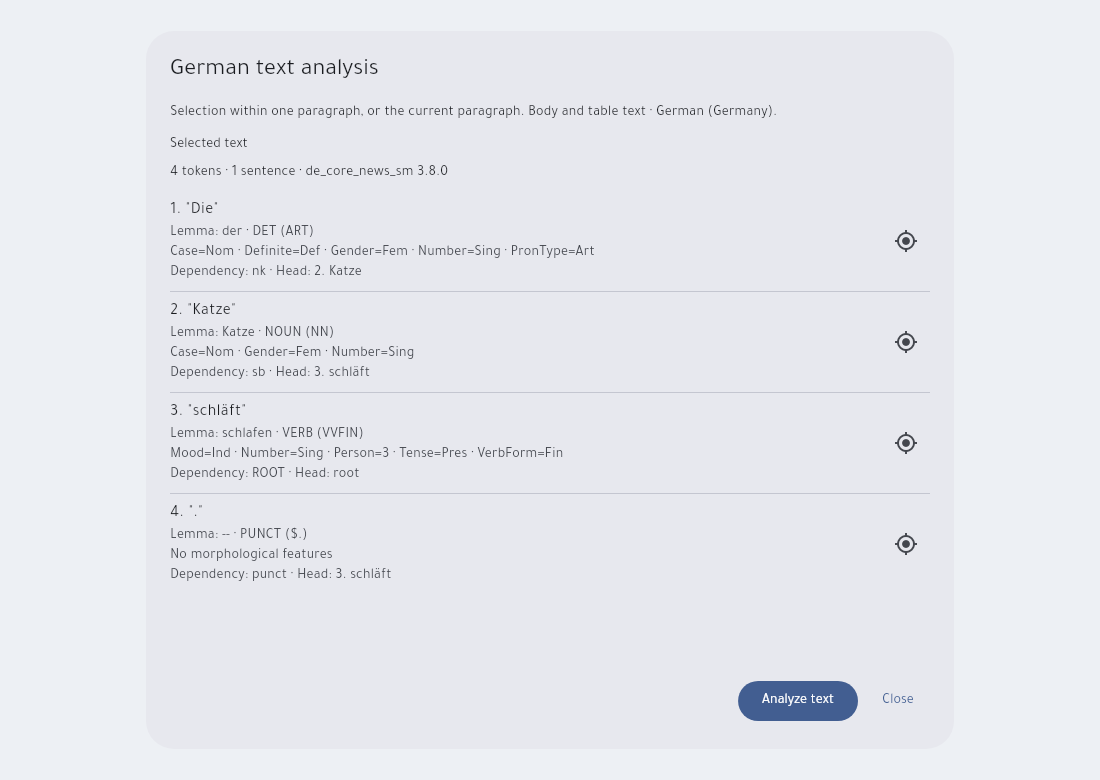 German text analysis
Selection within one paragraph, or the current paragraph. Body and table text · German (Germany).
Selected text
4 tokens · 1 sentence · de_core_news_sm 3.8.0
1. "Die"
Lemma: der · DET (ART)
Case=Nom · Definite=Def · Gender=Fem · Number=Sing · PronType=Art
Dependency: nk · Head: 2. Katze
2. "Katze"
Lemma: Katze · NOUN (NN)
Case=Nom · Gender=Fem · Number=Sing
Dependency: sb · Head: 3. schläft
3. "schläft"
Lemma: schlafen · VERB (VVFIN)
Mood=Ind · Number=Sing · Person=3 · Tense=Pres · VerbForm=Fin
Dependency: ROOT · Head: root
4. "."
Lemma: -- · PUNCT ($.)
No morphological features
Dependency: punct · Head: 3. schläft
Analyze text
Close